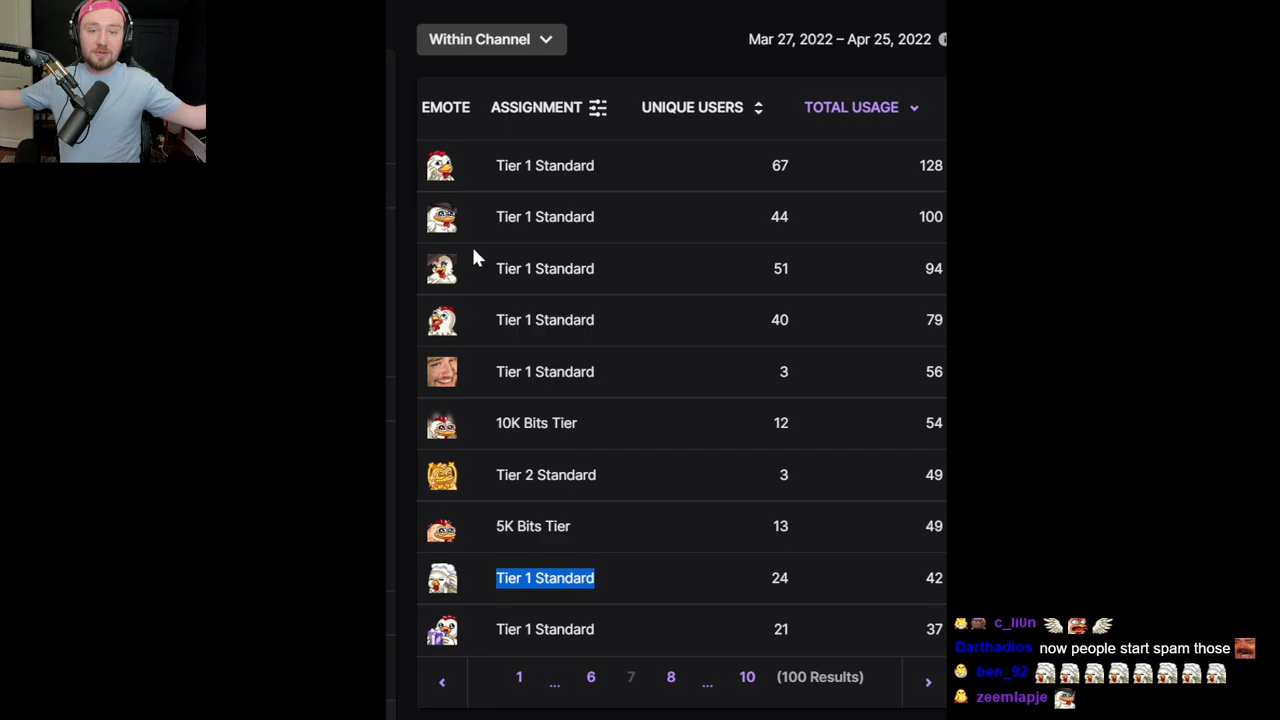 Within Channel
Mar 27, 2022 – Apr 25, 2022
EMOTE ASSIGNMENT UNIQUE USERS TOTAL USAGE
Tier 1 Standard 67 128
Tier 1 Standard 44 100
Tier 1 Standard 51 94
Tier 1 Standard 40 79
Tier 1 Standard 3 56
10K Bits Tier 12 54
Tier 2 Standard 3 49
5K Bits Tier 13 49
Tier 1 Standard 24 42
Tier 1 Standard 21 37
1 ... 6 7 8 ... 10 (100 Results)
c_li0n
Darthadios now people start spam those
ben_92
zeemlapje